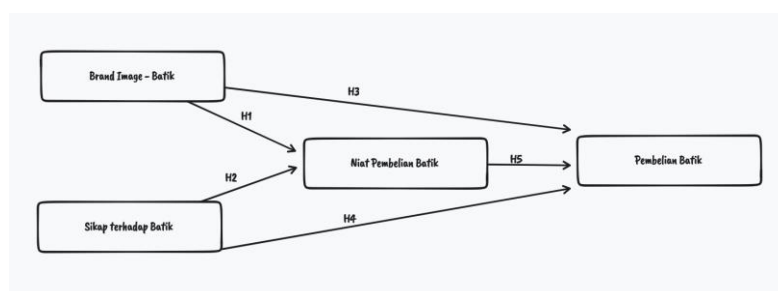 Brand Image - Batik
H3
H1
Niat Pembelian Batik
H5
Pembelian Batik
H2
Sikap terhadap Batik
H4